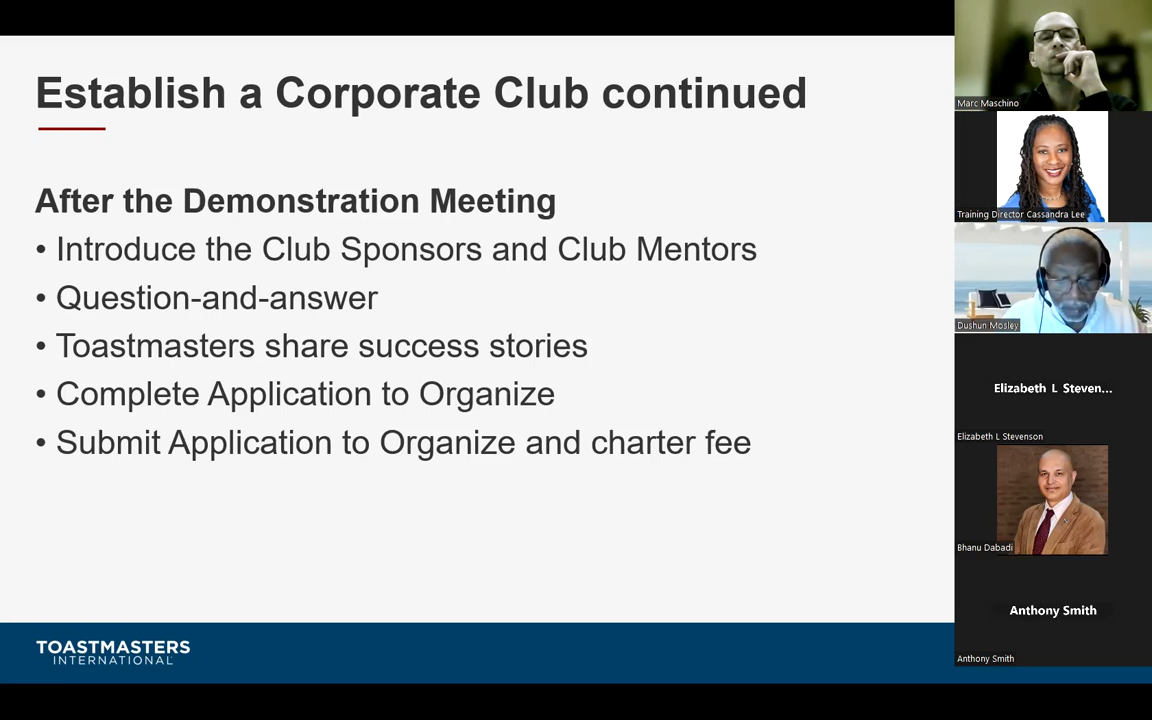 Establish a Corporate Club continued
After the Demonstration Meeting
• Introduce the Club Sponsors and Club Mentors
• Question-and-answer
• Toastmasters share success stories
• Complete Application to Organize
• Submit Application to Organize and charter fee
TOASTMASTERS
INTERNATIONAL
Marc Maschino
Training Director Cassandra Lee
Dushun Mosley
Elizabeth L Steven...
Elizabeth L Stevenson
Bhanu Dabadi
Anthony Smith
Anthony Smith